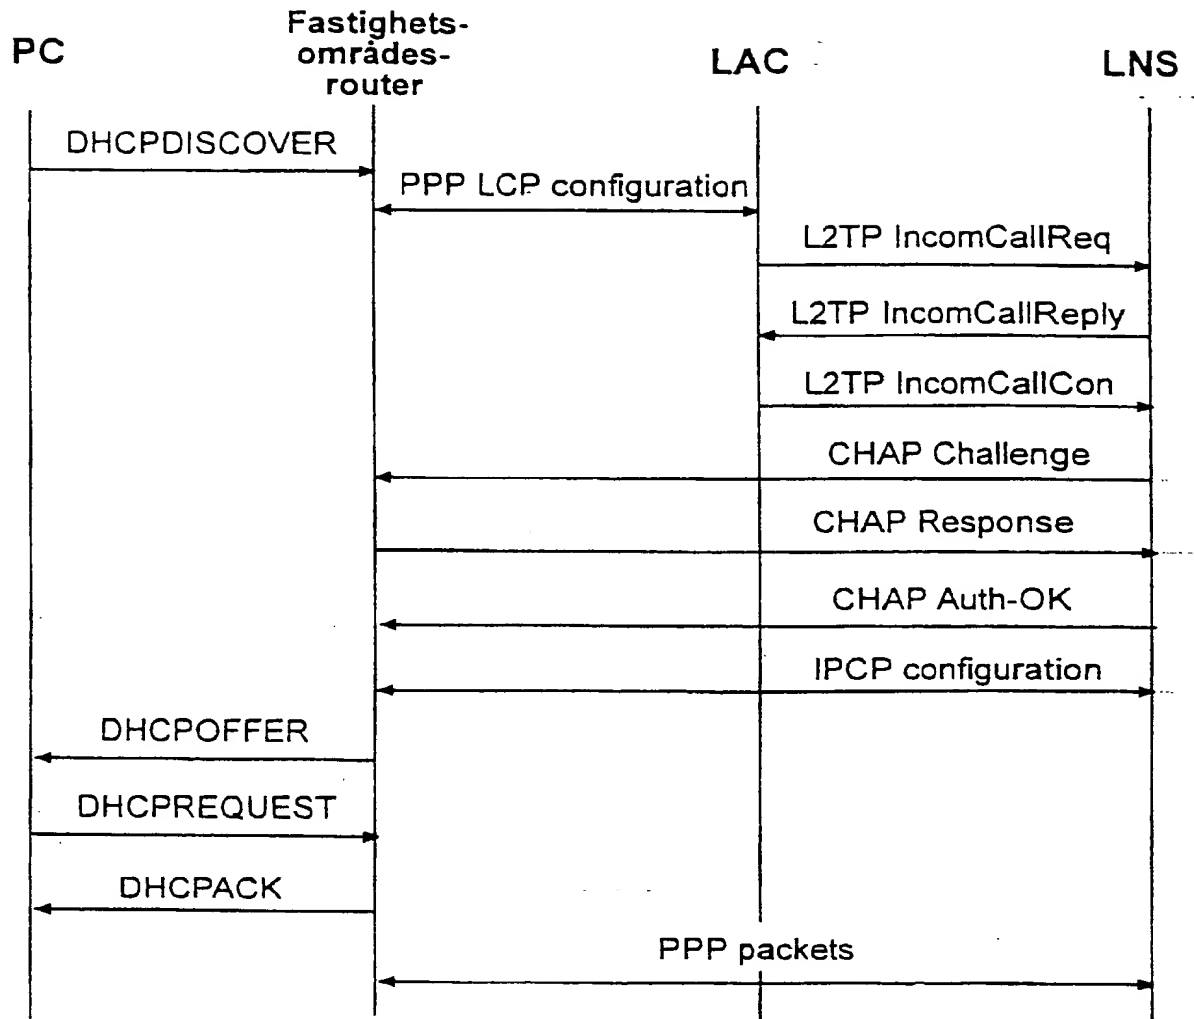 PC
Fastighets-
områdes-
router
LAC
LNS
DHCPDISCOVER
PPP LCP configuration
L2TP IncomCallReq
L2TP IncomCallReply
L2TP IncomCallCon
CHAP Challenge
CHAP Response
CHAP Auth-OK
IPCP configuration
DHCPOFFER
DHCPREQUEST
DHCPACK
PPP packets